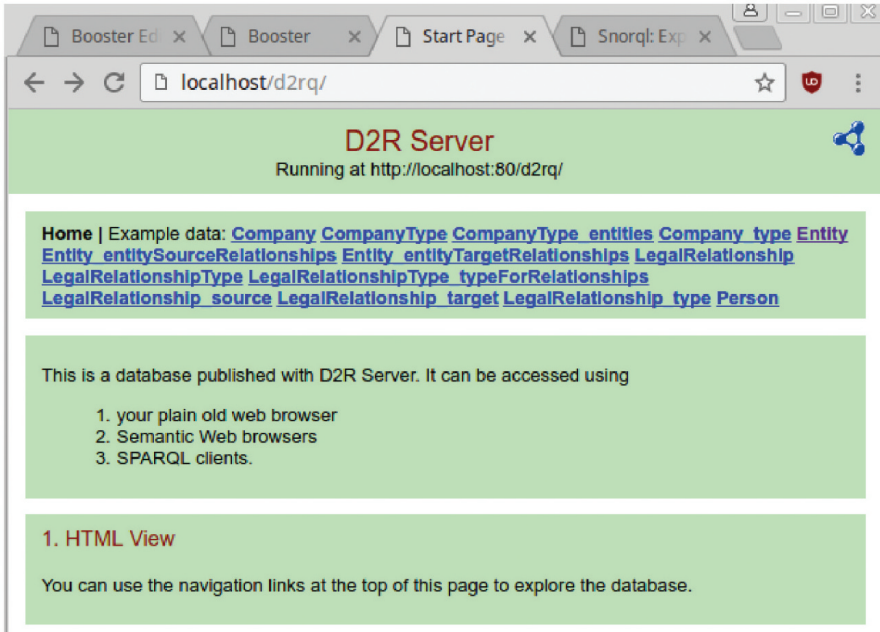 Booster Ed Booster Start Page Snorql: Exp
localhost/d2rq/
D2R Server
Running at http://localhost:80/d2rq/
Home | Example data: Company CompanyType CompanyType_entities Company_type Entity
Entity_entitySourceRelationships Entity_entityTargetRelationships LegalRelationship
LegalRelationshipType LegalRelationshipType_typeForRelationships
LegalRelationship_source LegalRelationship_target LegalRelationship_type Person
This is a database published with D2R Server. It can be accessed using
1. your plain old web browser
2. Semantic Web browsers
3. SPARQL clients.
1. HTML View
You can use the navigation links at the top of this page to explore the database.